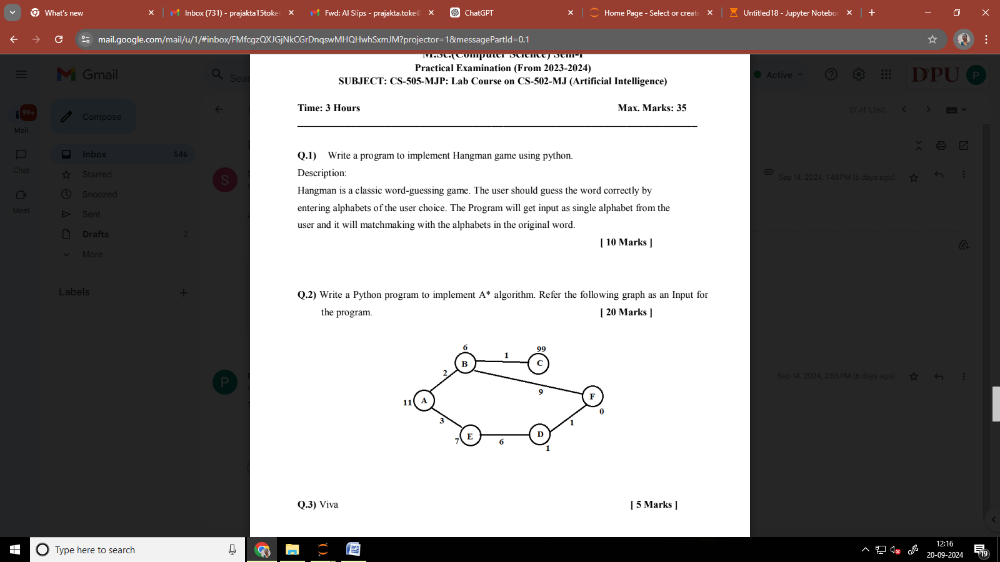 What's new
Inbox (731) - prajakta15toke
Fwd: AI Slips - prajakta.toke@
ChatGPT
Home Page - Select or create
Untitled18 - Jupyter Notebo
mail.google.com/mail/u/1/#inbox/FMfcgzQXJGjNkCGrDnqswMHQHwhSxmJM?projector=1&messagePartId=0.1
Gmail
Sear
Active
DPU
P
99+
Mail
Chat
Meet
Compose
Inbox 546
Starred
Snoozed
Sent
Drafts 2
More
Labels
27 of 1,262
S
Sep 14, 2024, 1:48 PM (6 days ago)
P
Sep 14, 2024, 2:55 PM (6 days ago)
M.Sc.(Computer Science) Sem-I
Practical Examination (From 2023-2024)
SUBJECT: CS-505-MJP: Lab Course on CS-502-MJ (Artificial Intelligence)
Time: 3 Hours Max. Marks: 35
Q.1) Write a program to implement Hangman game using python.
Description:
Hangman is a classic word-guessing game. The user should guess the word correctly by
entering alphabets of the user choice. The Program will get input as single alphabet from the
user and it will matchmaking with the alphabets in the original word.
[ 10 Marks ]
Q.2) Write a Python program to implement A* algorithm. Refer the following graph as an Input for
the program. [ 20 Marks ]
6 99
B 1 C
2
9
F
11 A
0
3
1
7 E 6 D
1
Q.3) Viva [ 5 Marks ]
Type here to search
12:16
20-09-2024
19